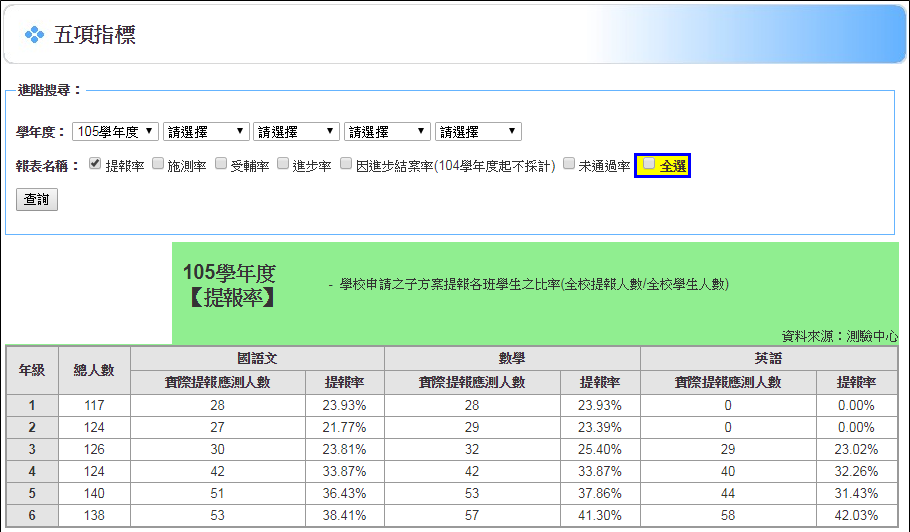 五項指標
進階搜尋：
學年度： 105學年度 請選擇 請選擇 請選擇 請選擇
報表名稱： 提報率 施測率 受輔率 進步率 因進步結案率(104學年度起不採計) 未通過率 全選
查詢
105學年度
【提報率】
- 學校申請之子方案提報各班學生之比率(全校提報人數/全校學生人數)
資料來源：測驗中心
年級 總人數 國語文 數學 英語
實際提報應測人數 提報率 實際提報應測人數 提報率 實際提報應測人數 提報率
1 117 28 23.93% 28 23.93% 0 0.00%
2 124 27 21.77% 29 23.39% 0 0.00%
3 126 30 23.81% 32 25.40% 29 23.02%
4 124 42 33.87% 42 33.87% 40 32.26%
5 140 51 36.43% 53 37.86% 44 31.43%
6 138 53 38.41% 57 41.30% 58 42.03%